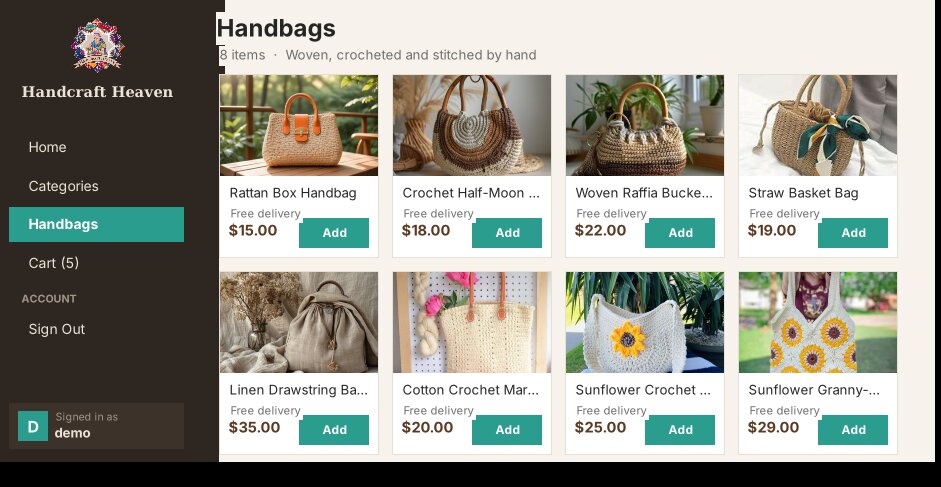 Handcraft Heaven
Home
Categories
Handbags
Cart (5)
ACCOUNT
Sign Out
D
Signed in as
demo
Handbags
8 items · Woven, crocheted and stitched by hand
Rattan Box Handbag
Free delivery
$15.00
Add
Crochet Half-Moon ...
Free delivery
$18.00
Add
Woven Raffia Bucke...
Free delivery
$22.00
Add
Straw Basket Bag
Free delivery
$19.00
Add
Linen Drawstring Ba...
Free delivery
$35.00
Add
Cotton Crochet Mar...
Free delivery
$20.00
Add
Sunflower Crochet ...
Free delivery
$25.00
Add
Sunflower Granny-...
Free delivery
$29.00
Add